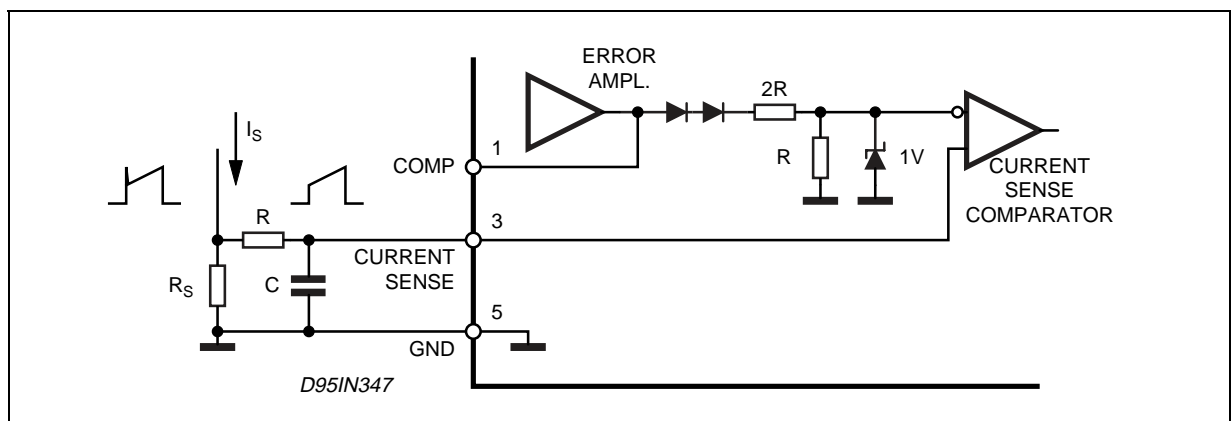 ERROR
AMPL.
2R
I_S
1
COMP
R
1V
CURRENT
SENSE
COMPARATOR
R
3
CURRENT
SENSE
R_S
C
5
GND
D95IN347